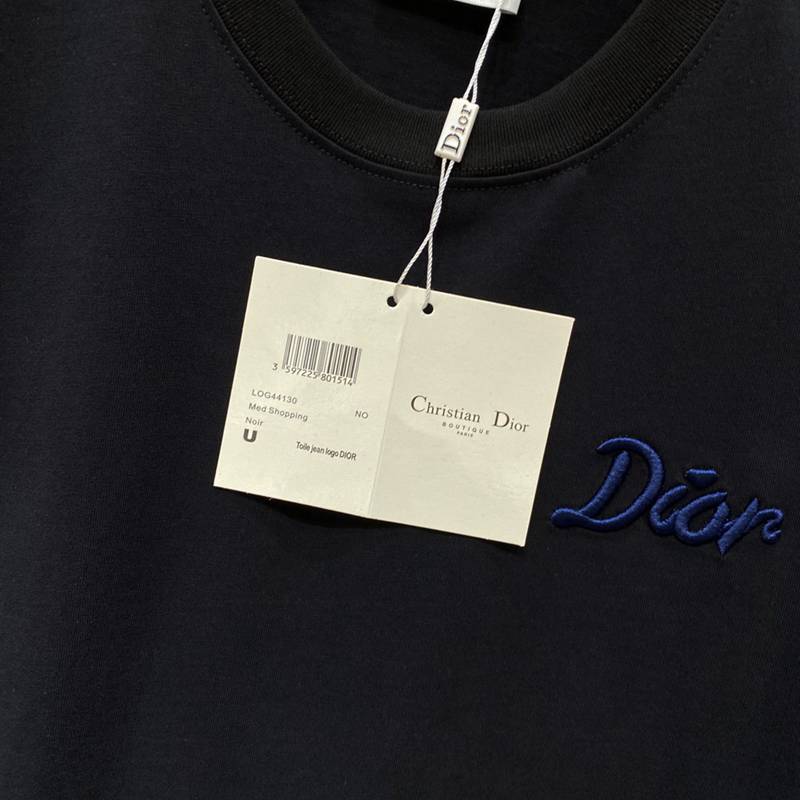 Dior
3 597225 801514
LOG44130
Med Shopping NO
Noir
U
Toile jean logo DIOR
Christian Dior
BOUTIQUE
PARIS
Dior